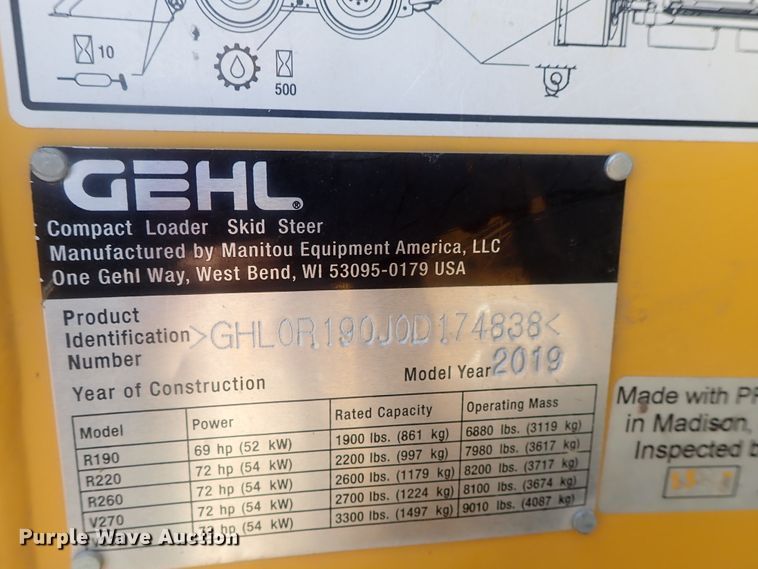 10
500
GEHL®
Compact Loader Skid Steer
Manufactured by Manitou Equipment America, LLC
One Gehl Way, West Bend, WI 53095-0179 USA
Product
Identification >GHL0R190J0D174838<
Number
Model Year 2019
Year of Construction
Model Power Rated Capacity Operating Mass
R190 69 hp (52 kW) 1900 lbs. (861 kg) 6880 lbs. (3119 kg)
R220 72 hp (54 kW) 2200 lbs. (997 kg) 7980 lbs. (3617 kg)
R260 72 hp (54 kW) 2600 lbs. (1179 kg) 8200 lbs. (3717 kg)
V270 72 hp (54 kW) 2700 lbs. (1224 kg) 8100 lbs. (3674 kg)
72 hp (54 kW) 3300 lbs. (1497 kg) 9010 lbs. (4087 kg)
Made with PR
in Madison,
Inspected b
Purple Wave Auction